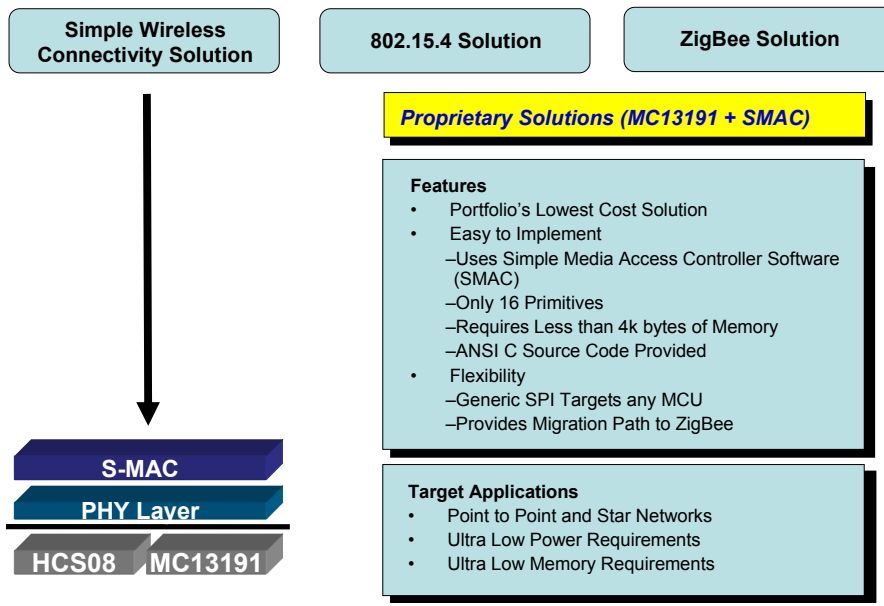 Simple Wireless
Connectivity Solution
802.15.4 Solution
ZigBee Solution
Proprietary Solutions (MC13191 + SMAC)
Features
• Portfolio's Lowest Cost Solution
• Easy to Implement
–Uses Simple Media Access Controller Software
(SMAC)
–Only 16 Primitives
–Requires Less than 4k bytes of Memory
–ANSI C Source Code Provided
• Flexibility
–Generic SPI Targets any MCU
–Provides Migration Path to ZigBee
S-MAC
PHY Layer
HCS08
MC13191
Target Applications
• Point to Point and Star Networks
• Ultra Low Power Requirements
• Ultra Low Memory Requirements